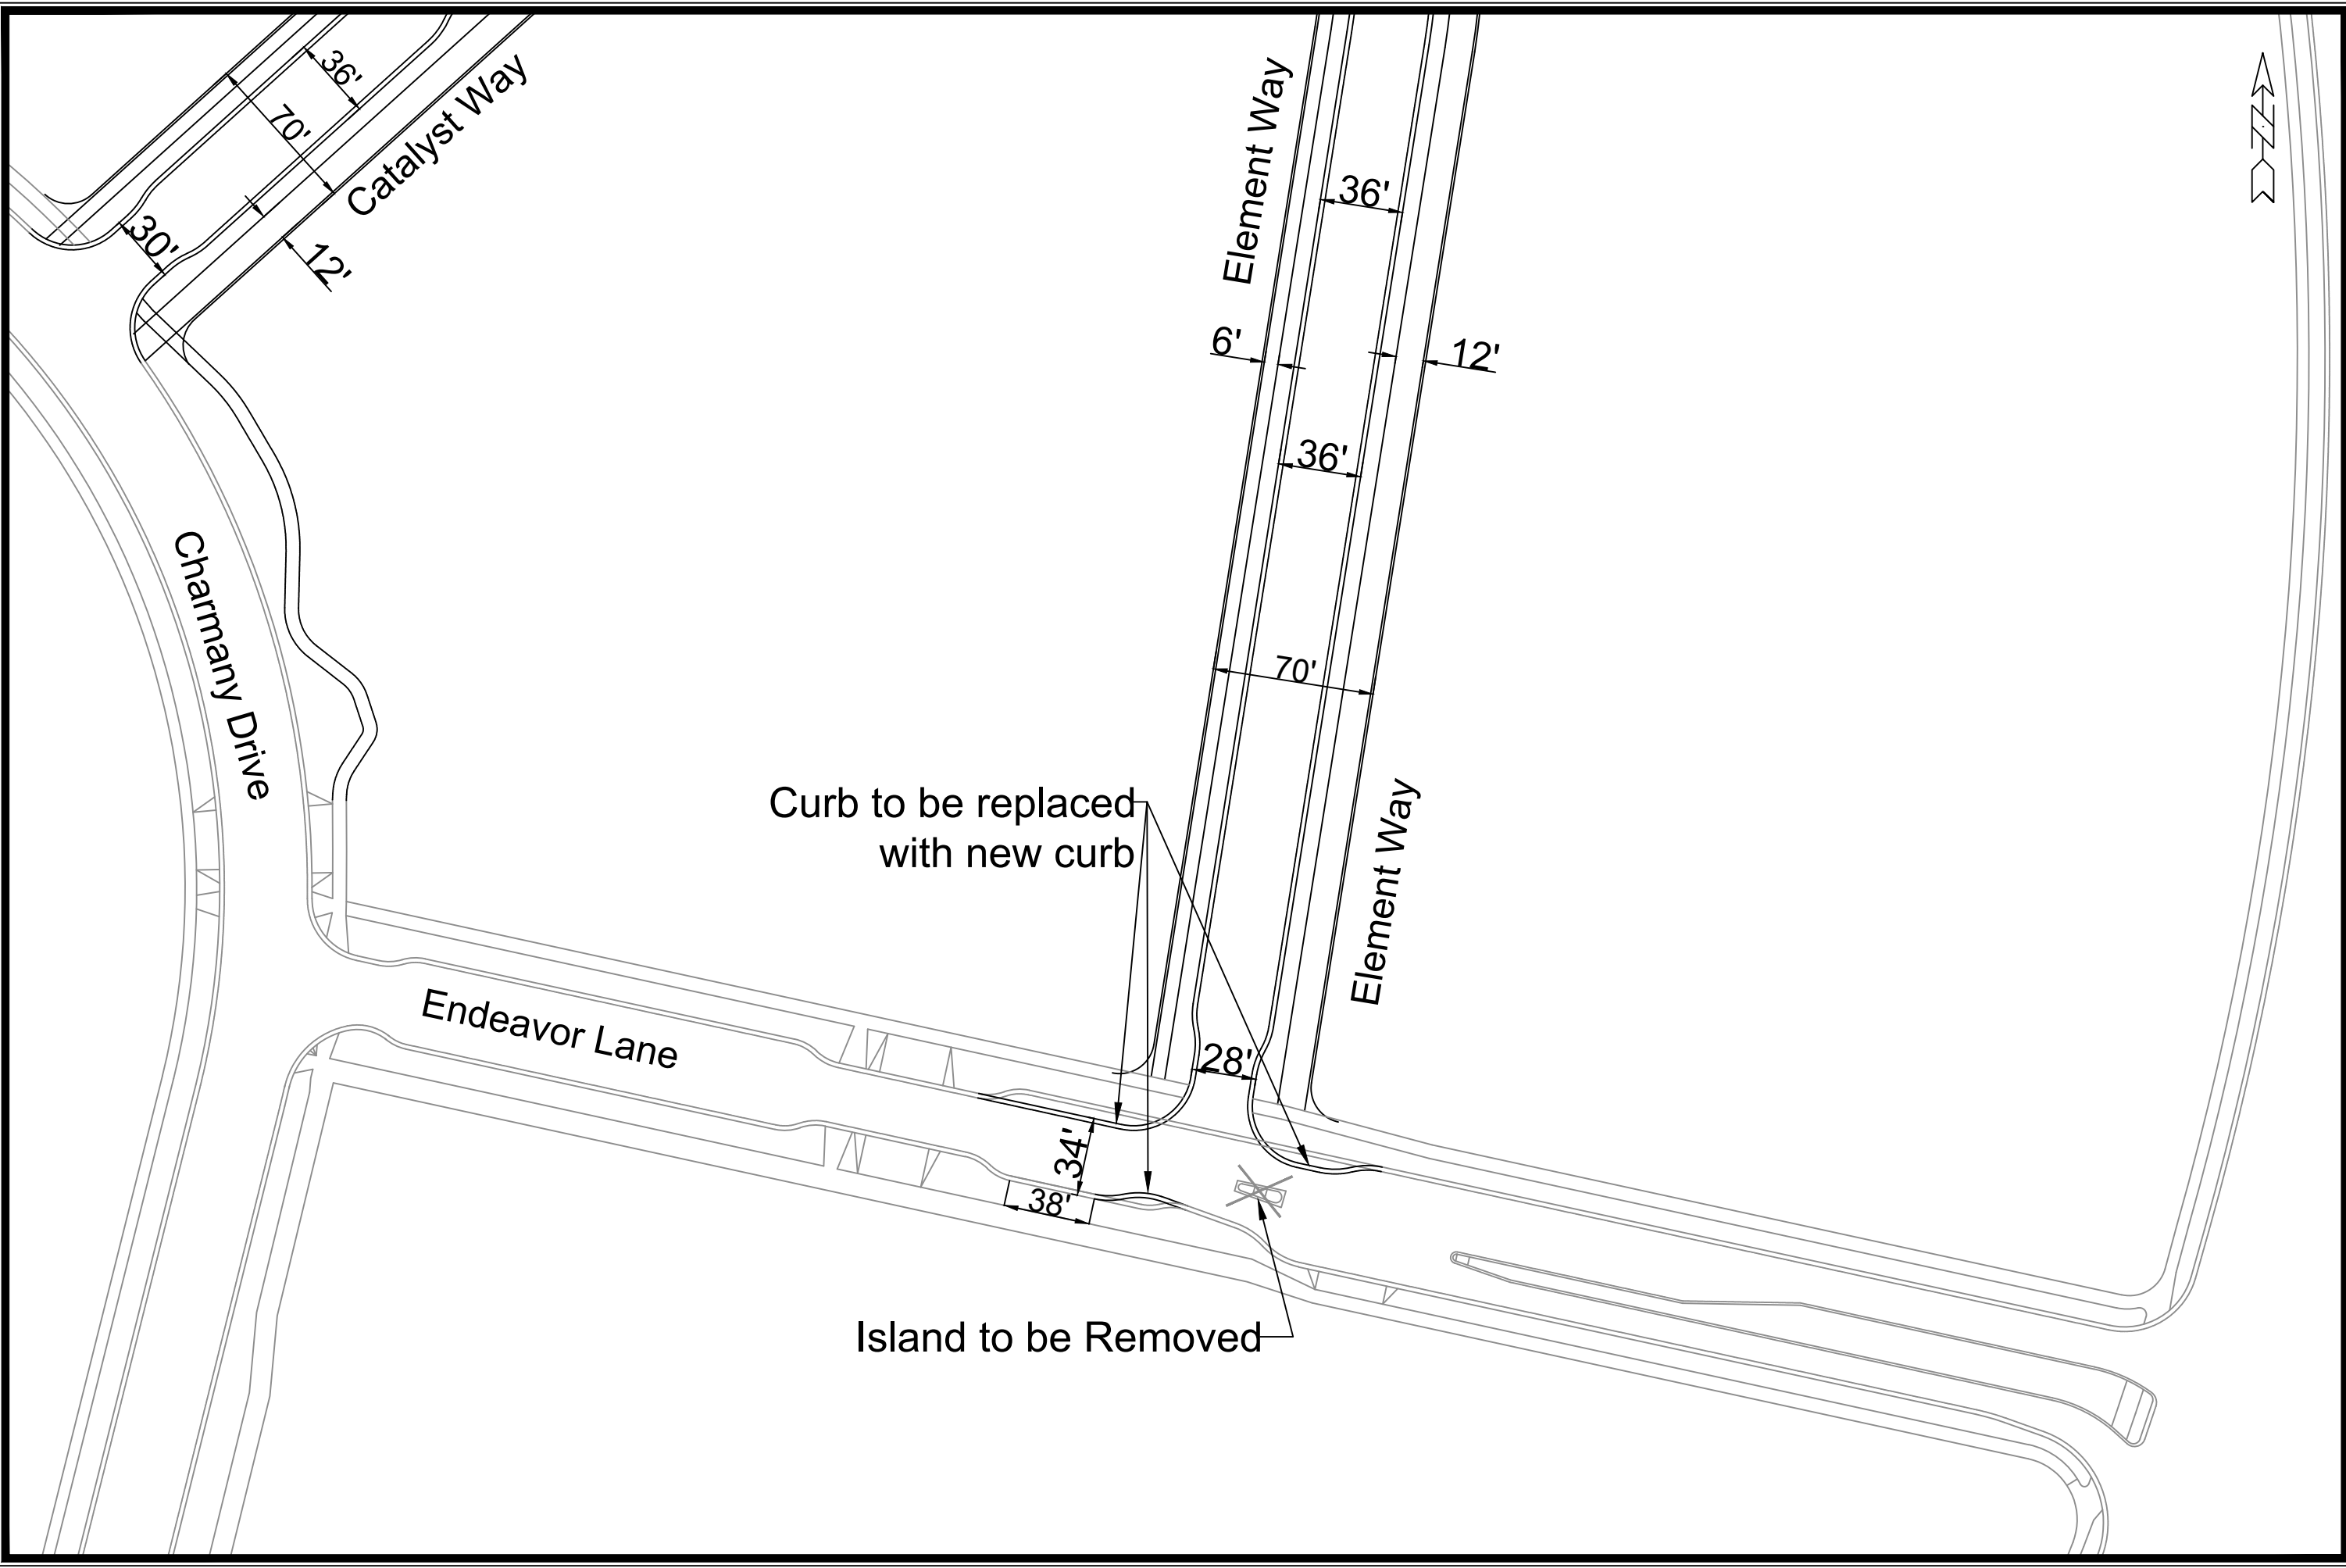 36'
70'
Catalyst Way
30'
12'
Element Way
36'
6'
12'
36'
Charmany Drive
70'
Curb to be replaced
with new curb
Element Way
Endeavor Lane
28'
34'
38'
Island to be Removed
N